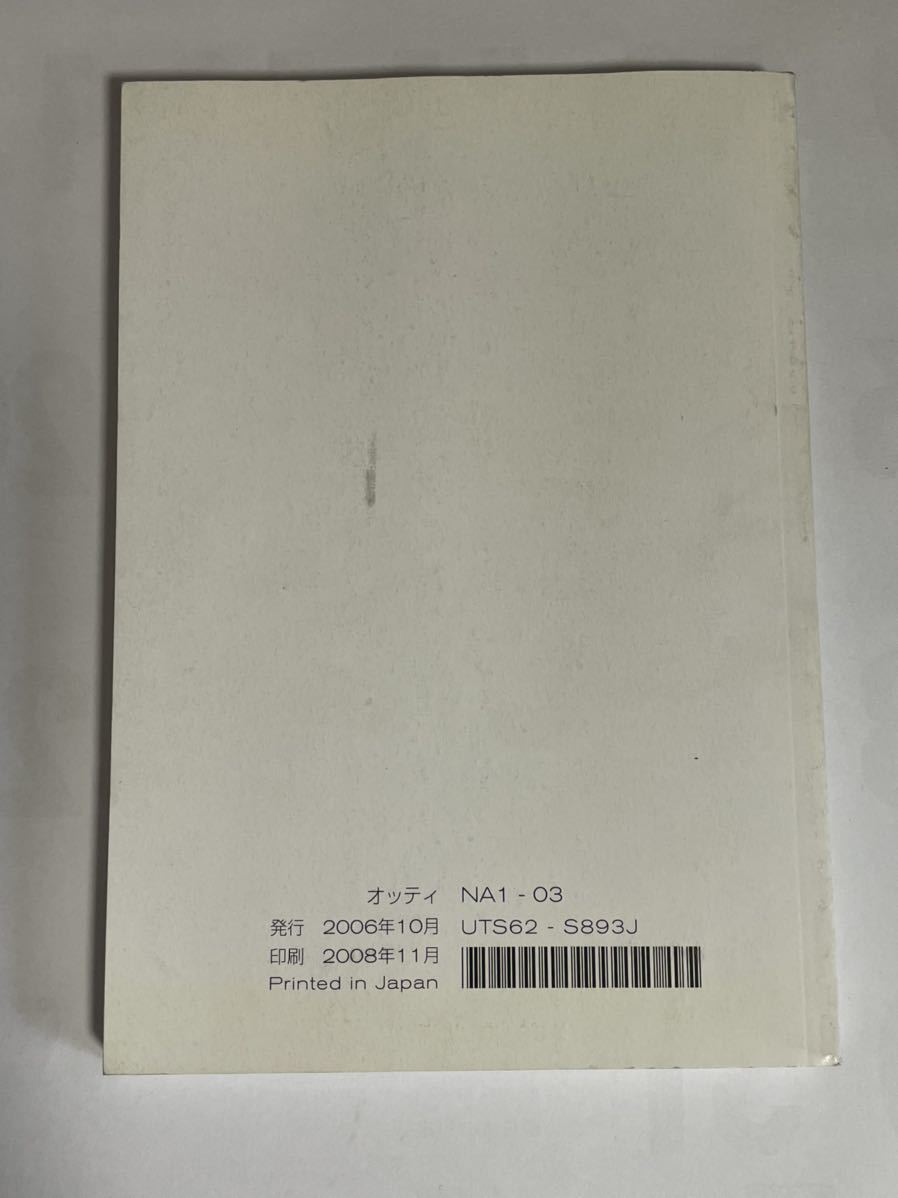 オッティ NA1 - 03
発行 2006年10月 UTS62 - S893J
印刷 2008年11月
Printed in Japan